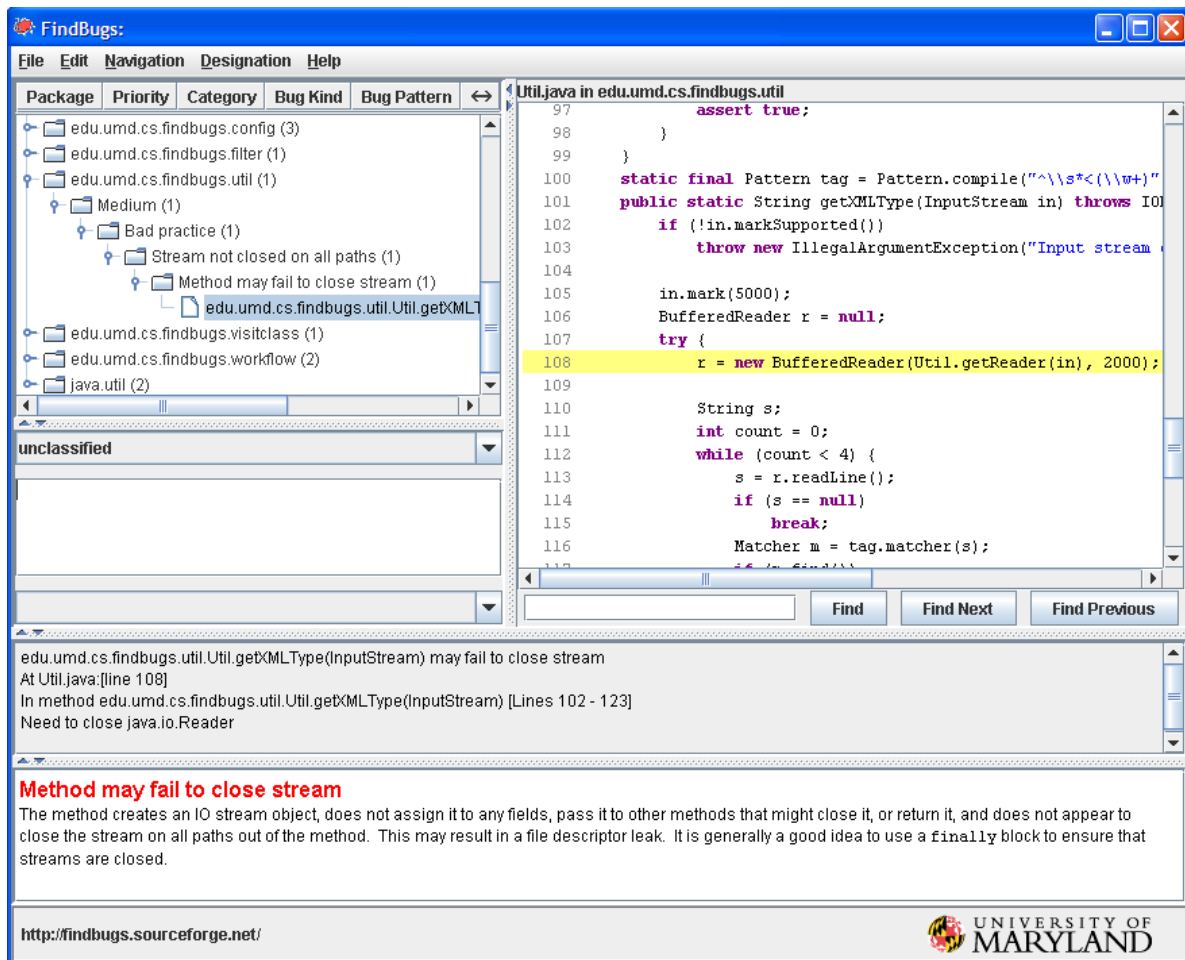 FindBugs:
File Edit Navigation Designation Help
Package Priority Category Bug Kind Bug Pattern ↔
edu.umd.cs.findbugs.config (3)
edu.umd.cs.findbugs.filter (1)
edu.umd.cs.findbugs.util (1)
Medium (1)
Bad practice (1)
Stream not closed on all paths (1)
Method may fail to close stream (1)
edu.umd.cs.findbugs.util.Util.getXMLT
edu.umd.cs.findbugs.visitclass (1)
edu.umd.cs.findbugs.workflow (2)
java.util (2)
unclassified
Util.java in edu.umd.cs.findbugs.util
97 assert true;
98 }
99 }
100 static final Pattern tag = Pattern.compile("^\\s*<(\\w+)"
101 public static String getXMLType(InputStream in) throws IO
102 if (!in.markSupported())
103 throw new IllegalArgumentException("Input stream
104
105 in.mark(5000);
106 BufferedReader r = null;
107 try {
108 r = new BufferedReader(Util.getReader(in), 2000);
109
110 String s;
111 int count = 0;
112 while (count < 4) {
113 s = r.readLine();
114 if (s == null)
115 break;
116 Matcher m = tag.matcher(s);
Find Find Next Find Previous
edu.umd.cs.findbugs.util.Util.getXMLType(InputStream) may fail to close stream
At Util.java:[line 108]
In method edu.umd.cs.findbugs.util.Util.getXMLType(InputStream) [Lines 102 - 123]
Need to close java.io.Reader
Method may fail to close stream
The method creates an IO stream object, does not assign it to any fields, pass it to other methods that might close it, or return it, and does not appear to
close the stream on all paths out of the method. This may result in a file descriptor leak. It is generally a good idea to use a finally block to ensure that
streams are closed.
http://findbugs.sourceforge.net/
UNIVERSITY OF
MARYLAND